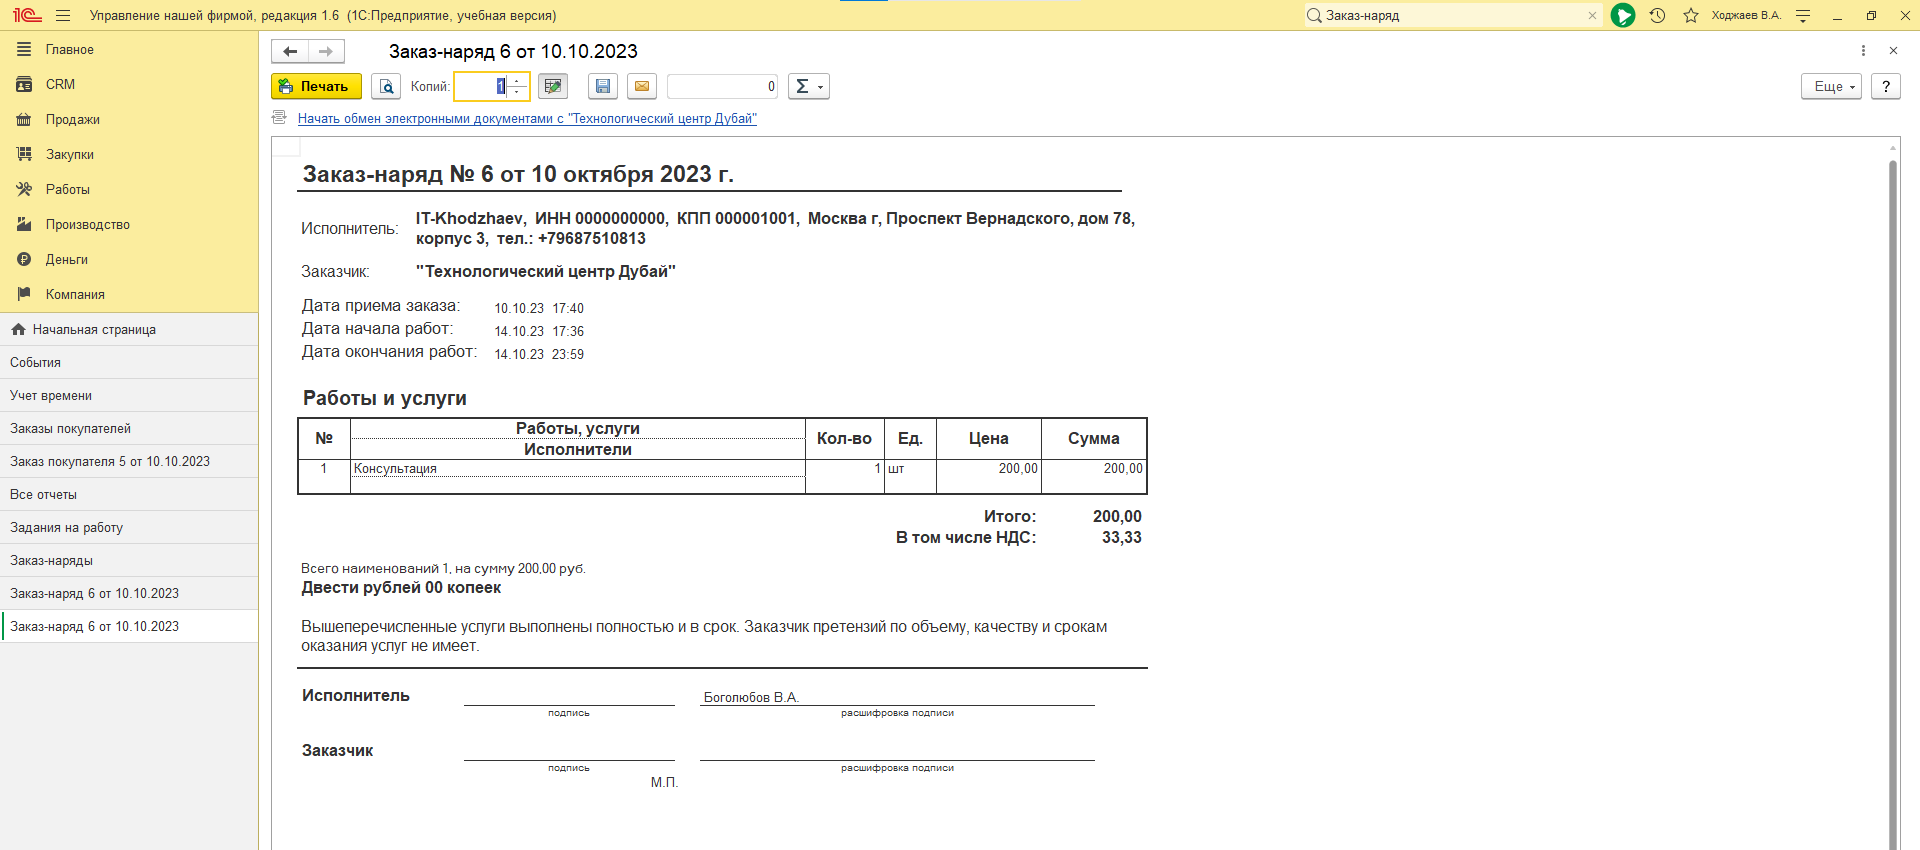 1С Управление нашей фирмой, редакция 1.6 (1С:Предприятие, учебная версия)
Заказ-наряд
Ходжаев В.А.
Главное
CRM
Продажи
Закупки
Работы
Производство
Деньги
Компания
Начальная страница
События
Учет времени
Заказы покупателей
Заказ покупателя 5 от 10.10.2023
Все отчеты
Задания на работу
Заказ-наряды
Заказ-наряд 6 от 10.10.2023
Заказ-наряд 6 от 10.10.2023
Заказ-наряд 6 от 10.10.2023
Печать
Копий:
1
0
Σ
Еще
?
Начать обмен электронными документами с "Технологический центр Дубай"
Заказ-наряд № 6 от 10 октября 2023 г.
Исполнитель:
IT-Khodzhaev, ИНН 0000000000, КПП 000001001, Москва г, Проспект Вернадского, дом 78,
корпус 3, тел.: +79687510813
Заказчик: "Технологический центр Дубай"
Дата приема заказа: 10.10.23 17:40
Дата начала работ: 14.10.23 17:36
Дата окончания работ: 14.10.23 23:59
Работы и услуги
№ Работы, услуги Кол-во Ед. Цена Сумма
Исполнители
1 Консультация 1 шт 200,00 200,00
Итого: 200,00
В том числе НДС: 33,33
Всего наименований 1, на сумму 200,00 руб.
Двести рублей 00 копеек
Вышеперечисленные услуги выполнены полностью и в срок. Заказчик претензий по объему, качеству и срокам
оказания услуг не имеет.
Исполнитель Боголюбов В.А.
подпись расшифровка подписи
Заказчик
подпись расшифровка подписи
М.П.